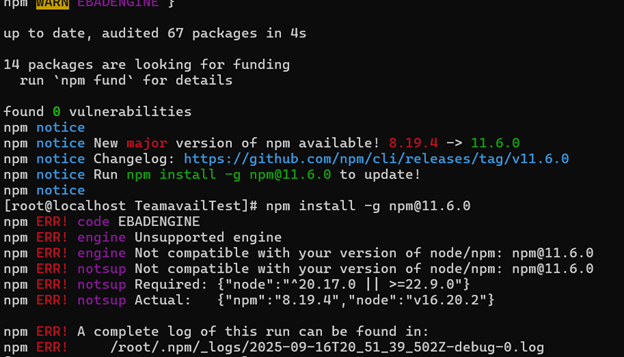 npm WARN EBADENGINE }
up to date, audited 67 packages in 4s
14 packages are looking for funding
run `npm fund` for details
found 0 vulnerabilities
npm notice
npm notice New major version of npm available! 8.19.4 -> 11.6.0
npm notice Changelog: https://github.com/npm/cli/releases/tag/v11.6.0
npm notice Run npm install -g npm@11.6.0 to update!
npm notice
[root@localhost TeamavailTest]# npm install -g npm@11.6.0
npm ERR! code EBADENGINE
npm ERR! engine Unsupported engine
npm ERR! engine Not compatible with your version of node/npm: npm@11.6.0
npm ERR! notsup Not compatible with your version of node/npm: npm@11.6.0
npm ERR! notsup Required: {"node":"^20.17.0 || >=22.9.0"}
npm ERR! notsup Actual:   {"npm":"8.19.4","node":"v16.20.2"}
npm ERR! A complete log of this run can be found in:
npm ERR!     /root/.npm/_logs/2025-09-16T20_51_39_502Z-debug-0.log